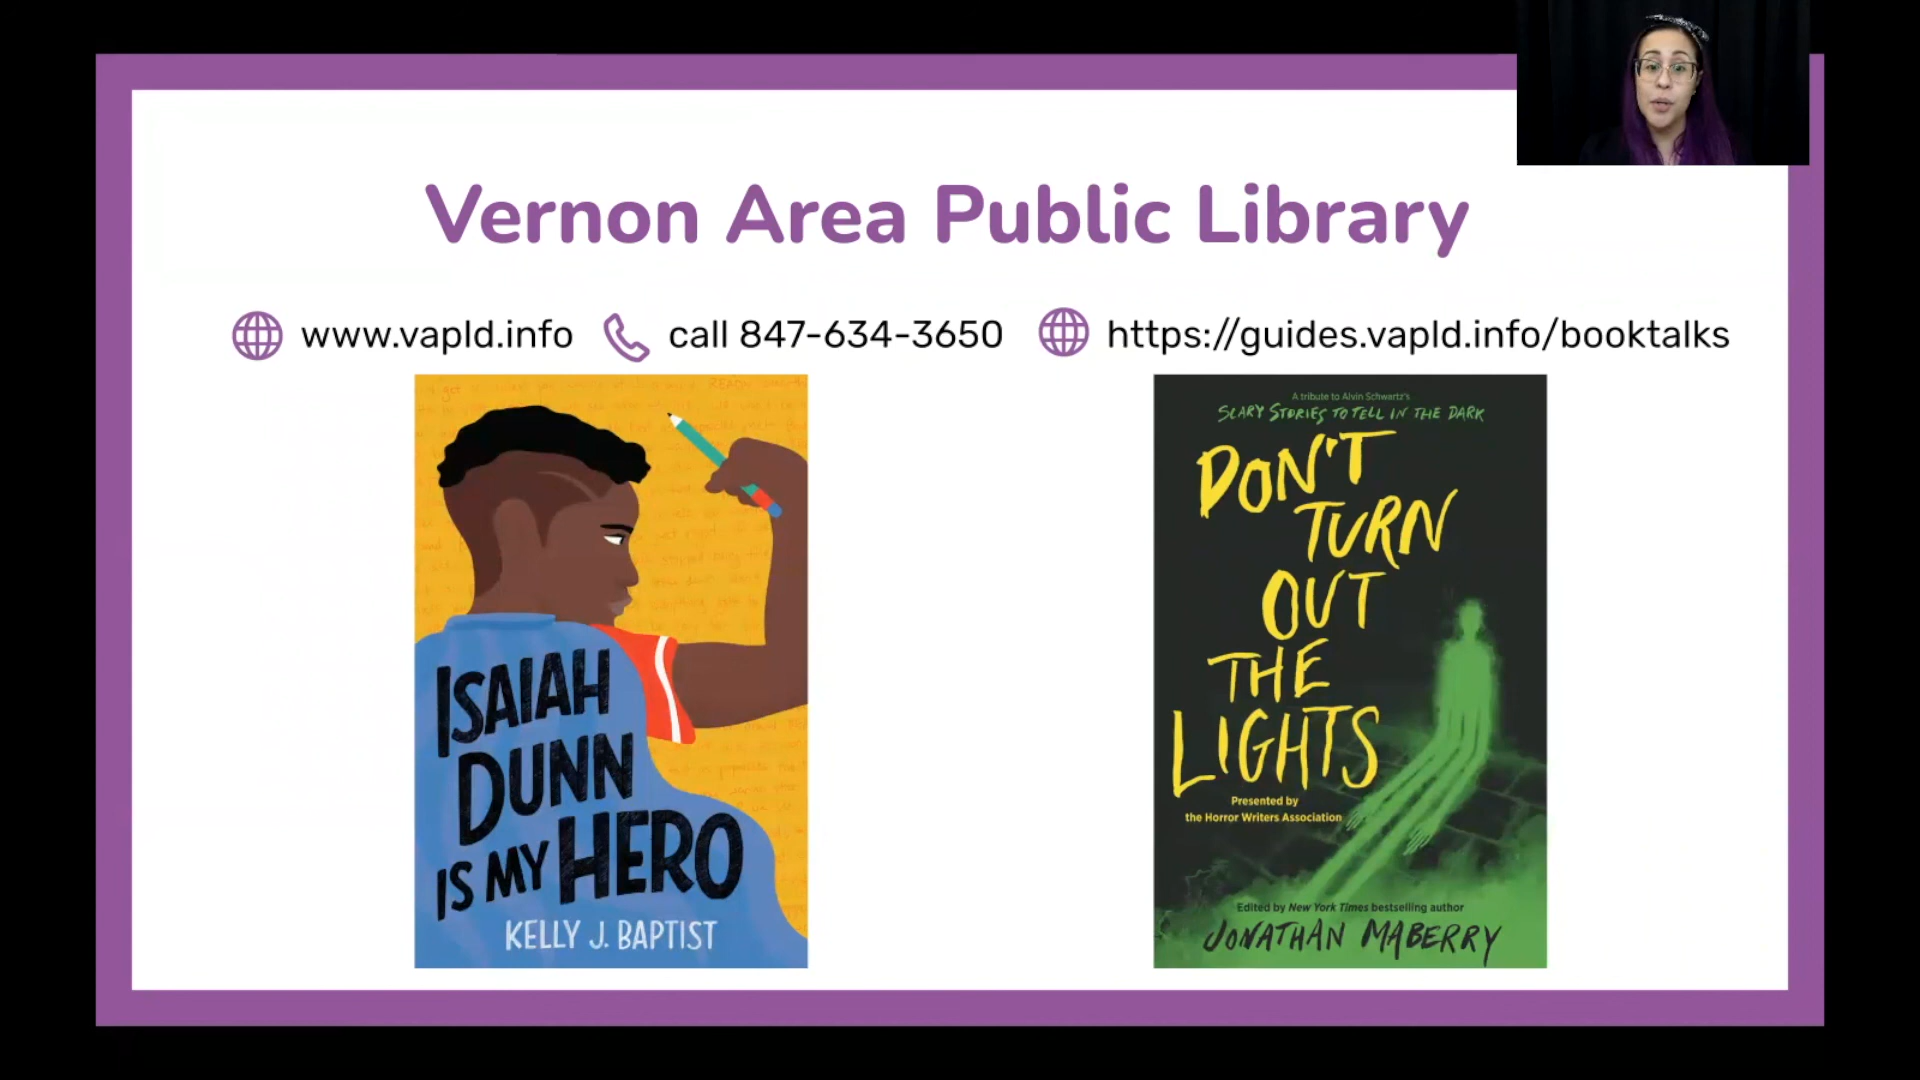 Vernon Area Public Library
www.vapld.info
call 847-634-3650
https://guides.vapld.info/booktalks
ISAIAH
DUNN
IS MY HERO
KELLY J. BAPTIST
A tribute to Alvin Schwartz's
SCARY STORIES TO TELL IN THE DARK
DON'T
TURN
OUT
THE
LIGHTS
Presented by
the Horror Writers Association
Edited by New York Times bestselling author
JONATHAN MABERRY